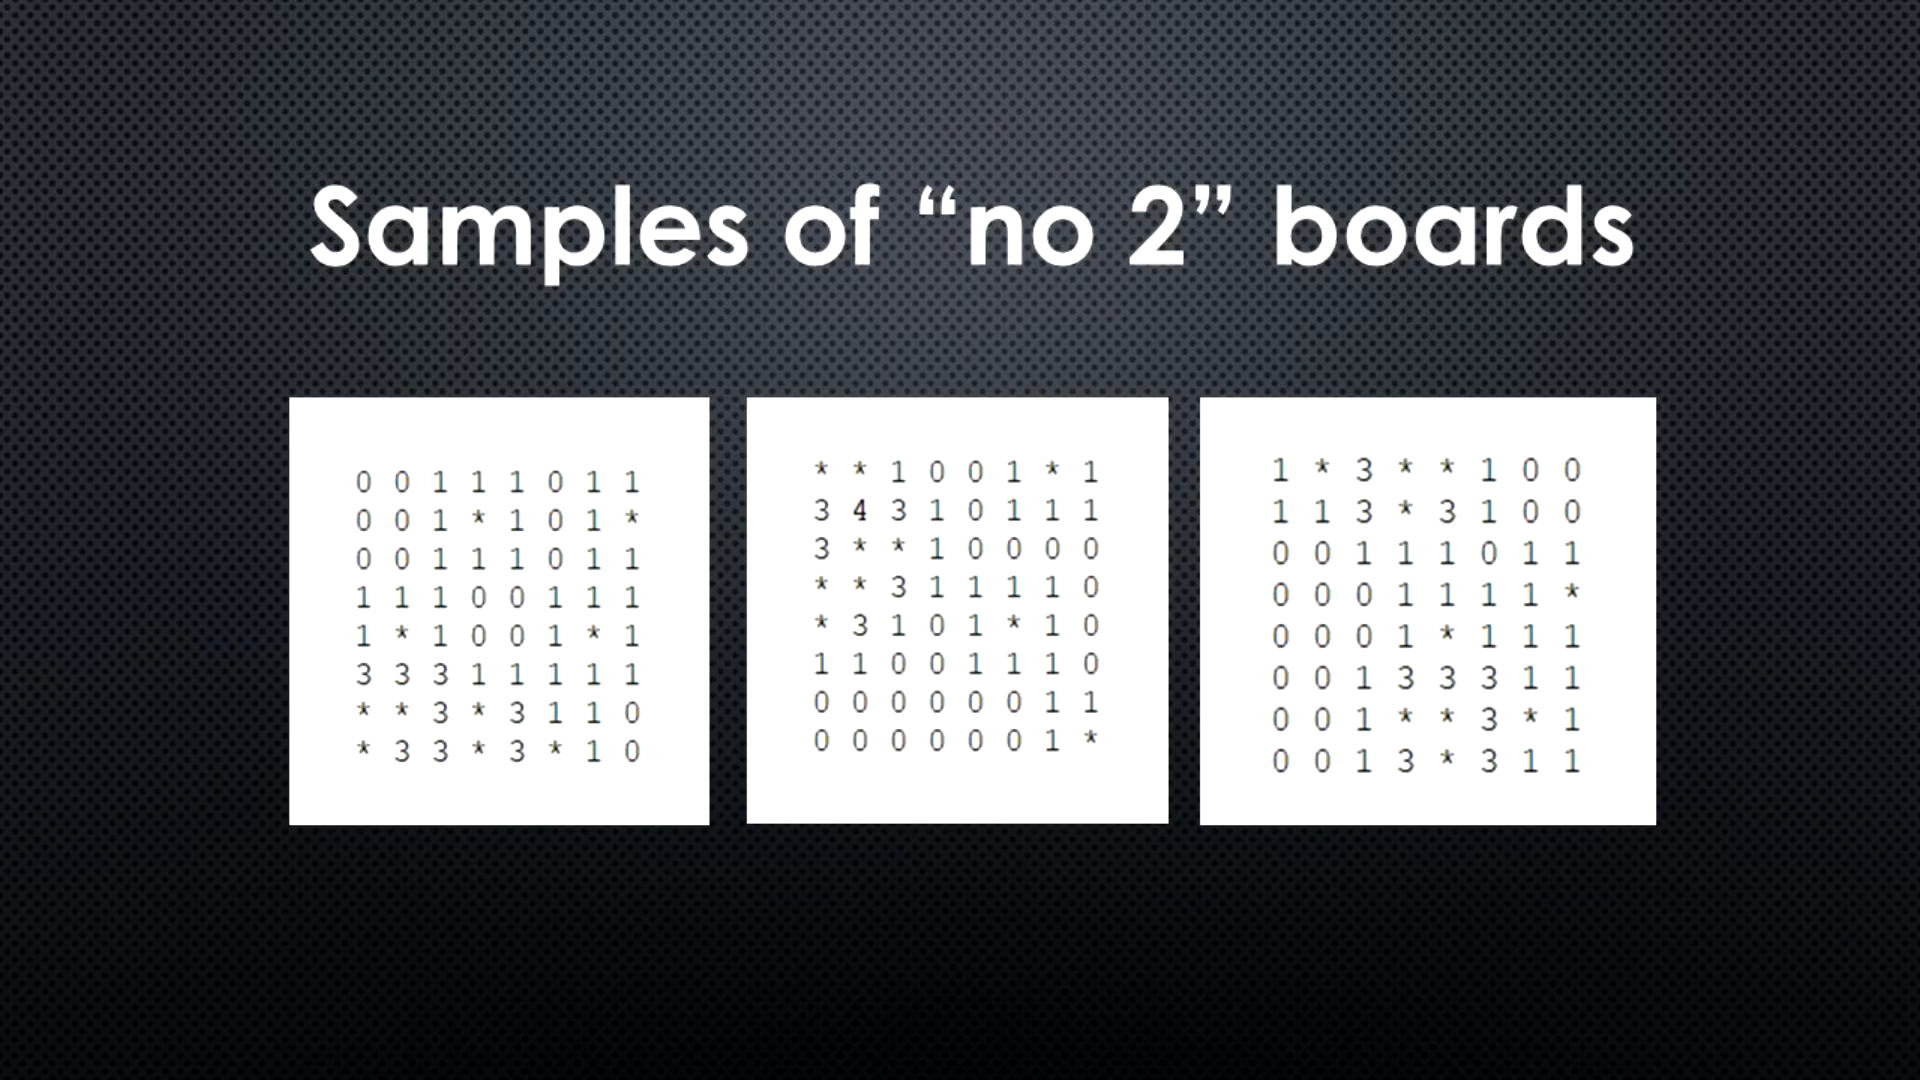 Samples of “no 2” boards
0 0 1 1 1 0 1 1
0 0 1 * 1 0 1 *
0 0 1 1 1 0 1 1
1 1 1 0 0 1 1 1
1 * 1 0 0 1 * 1
3 3 3 1 1 1 1 1
* * 3 * 3 1 1 0
* 3 3 * 3 * 1 0
* * 1 0 0 1 * 1
3 4 3 1 0 1 1 1
3 * * 1 0 0 0 0
* * 3 1 1 1 1 0
* 3 1 0 1 * 1 0
1 1 0 0 1 1 1 0
0 0 0 0 0 0 1 1
0 0 0 0 0 0 1 *
1 * 3 * * 1 0 0
1 1 3 * 3 1 0 0
0 0 1 1 1 0 1 1
0 0 0 1 1 1 1 *
0 0 0 1 * 1 1 1
0 0 1 3 3 3 1 1
0 0 1 * * 3 * 1
0 0 1 3 * 3 1 1